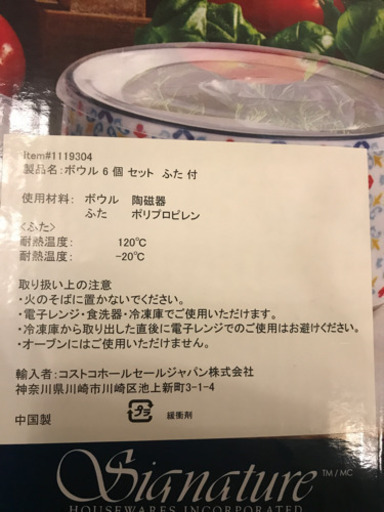 Item#1119304
製品名:ボウル 6 個 セット ふた 付
使用材料: ボウル 陶磁器
ふた ポリプロピレン
<ふた>
耐熱温度: 120℃
耐熱温度: -20℃
取り扱い上の注意
・火のそばに置かないでください。
・電子レンジ・食洗器・冷凍庫でご使用いただけます。
・冷凍庫から取り出した直後に電子レンジでのご使用はお避けください。
・オーブンにはご使用いただけません。
輸入者:コストコホールセールジャパン株式会社
神奈川県川崎市川崎区池上新町3-1-4
中国製 プラ 緩衝剤
Signature TM/MC
HOUSEWARES INCORPORATED